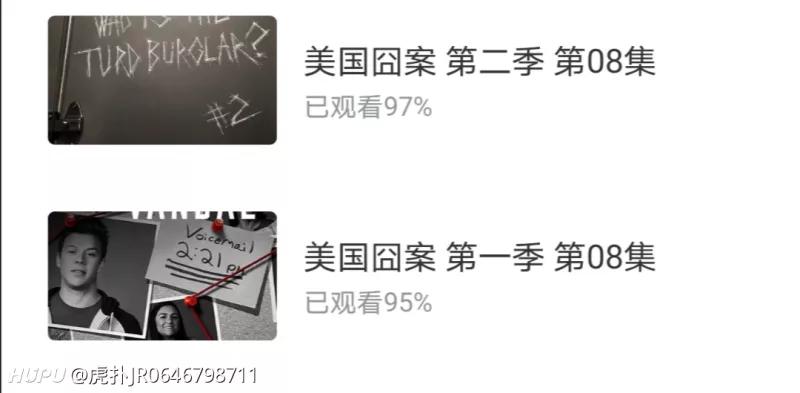 WHO IS THE
TURD BURGLAR?
#2
美国囧案 第二季 第08集
已观看97%
VANDAL
Voicemail
2:21 pm
美国囧案 第一季 第08集
已观看95%
HUPU @虎扑JR0646798711